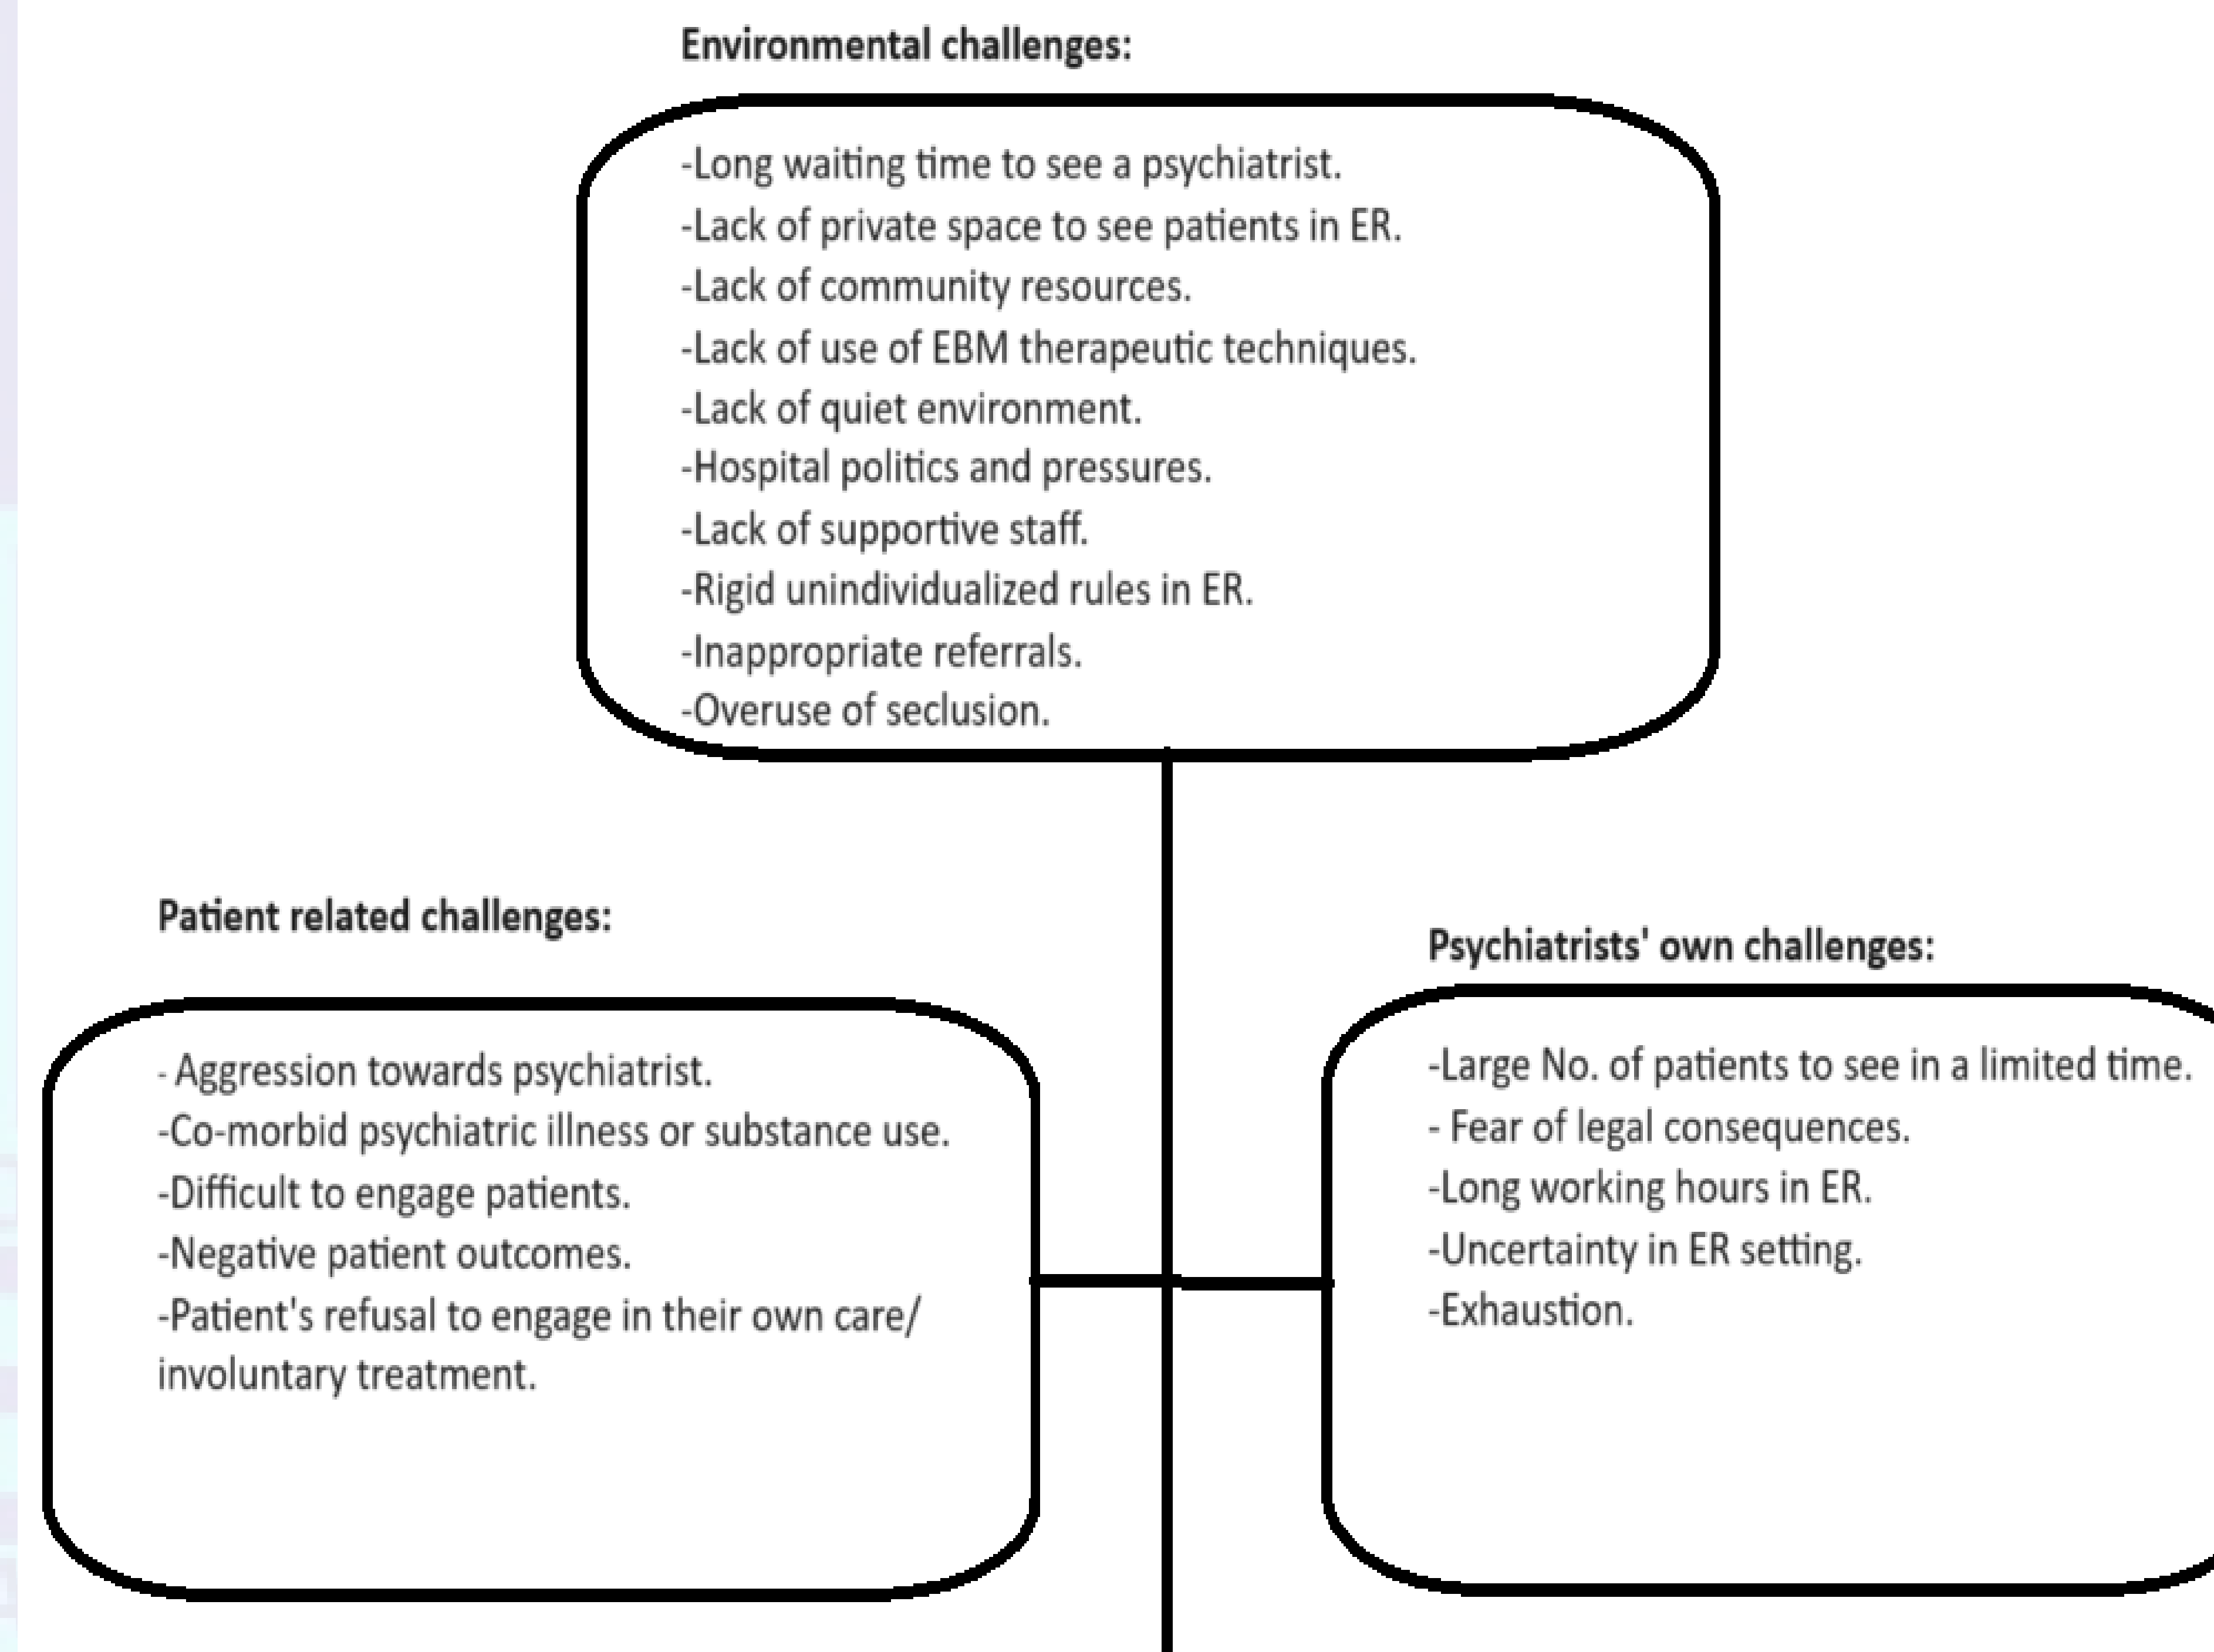 Environmental challenges:
-Long waiting time to see a psychiatrist.
-Lack of private space to see patients in ER.
-Lack of community resources.
-Lack of use of EBM therapeutic techniques.
-Lack of quiet environment.
-Hospital politics and pressures.
-Lack of supportive staff.
-Rigid unindividualized rules in ER.
-Inappropriate referrals.
-Overuse of seclusion.
Patient related challenges:
- Aggression towards psychiatrist.
-Co-morbid psychiatric illness or substance use.
-Difficult to engage patients.
-Negative patient outcomes.
-Patient's refusal to engage in their own care/
involuntary treatment.
Psychiatrists' own challenges:
-Large No. of patients to see in a limited time.
- Fear of legal consequences.
-Long working hours in ER.
-Uncertainty in ER setting.
-Exhaustion.